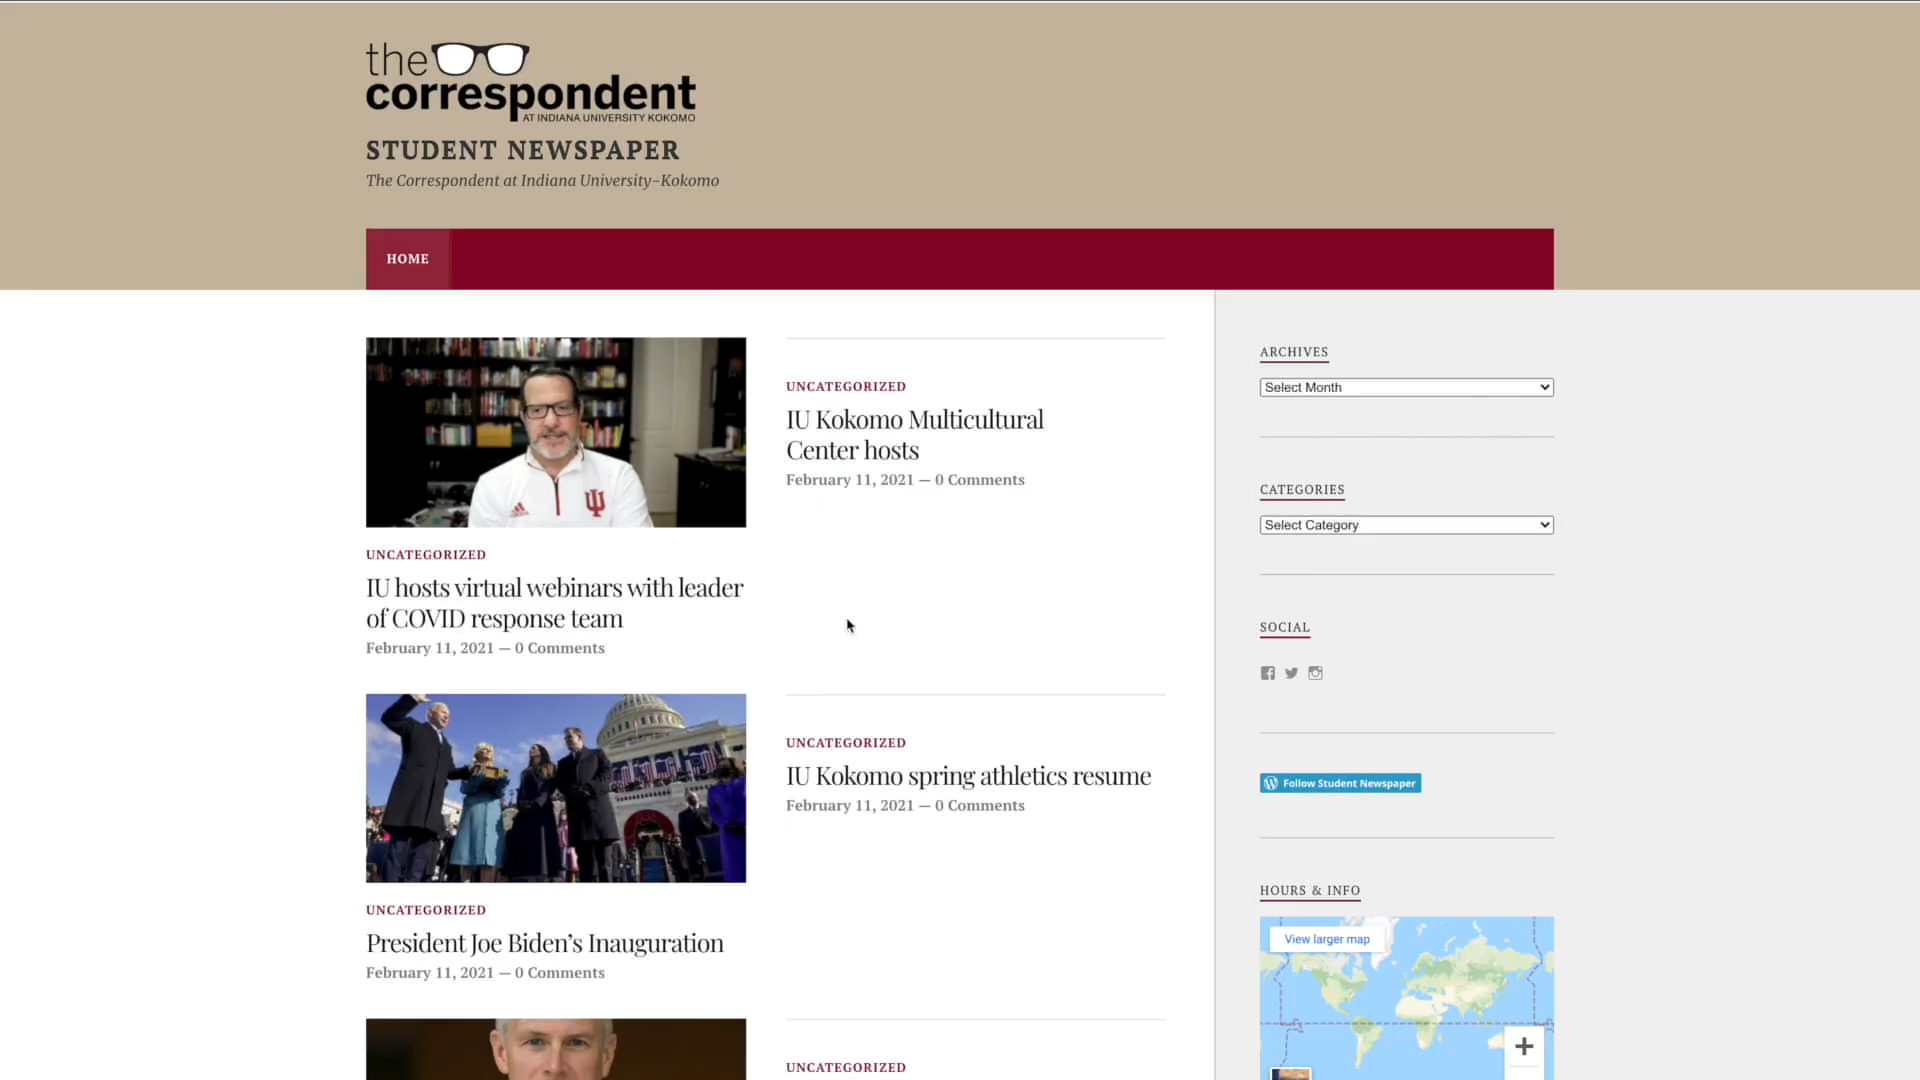 the
correspondent
AT INDIANA UNIVERSITY KOKOMO
STUDENT NEWSPAPER
The Correspondent at Indiana University–Kokomo
HOME
UNCATEGORIZED
IU hosts virtual webinars with leader
of COVID response team
February 11, 2021 — 0 Comments
UNCATEGORIZED
IU Kokomo Multicultural
Center hosts
February 11, 2021 — 0 Comments
UNCATEGORIZED
President Joe Biden’s Inauguration
February 11, 2021 — 0 Comments
UNCATEGORIZED
IU Kokomo spring athletics resume
February 11, 2021 — 0 Comments
UNCATEGORIZED
ARCHIVES
Select Month
CATEGORIES
Select Category
SOCIAL
Follow Student Newspaper
HOURS & INFO
View larger map
+